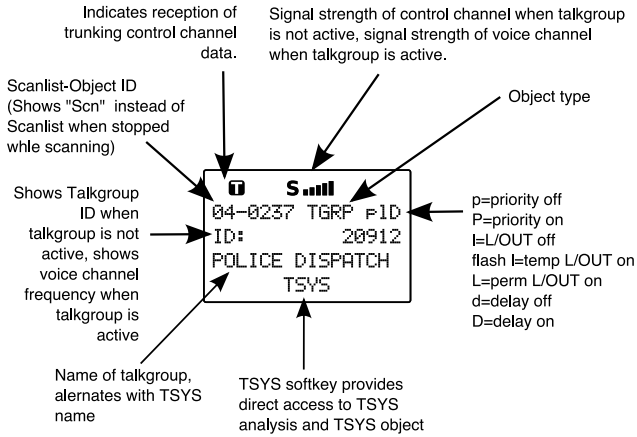 Indicates reception of
trunking control channel
data.
Signal strength of control channel when talkgroup
is not active, signal strength of voice channel
when talkgroup is active.
Scanlist-Object ID
(Shows "Scn" instead of
Scanlist when stopped
whle scanning)
Object type
T S
04-0237 TGRP plD
ID: 20912
POLICE DISPATCH
TSYS
Shows Talkgroup
ID when
talkgroup is not
active, shows
voice channel
frequency when
talkgroup is
active
p=priority off
P=priority on
l=L/OUT off
flash l=temp L/OUT on
L=perm L/OUT on
d=delay off
D=delay on
Name of talkgroup,
alernates with TSYS
name
TSYS softkey provides
direct access to TSYS
analysis and TSYS object